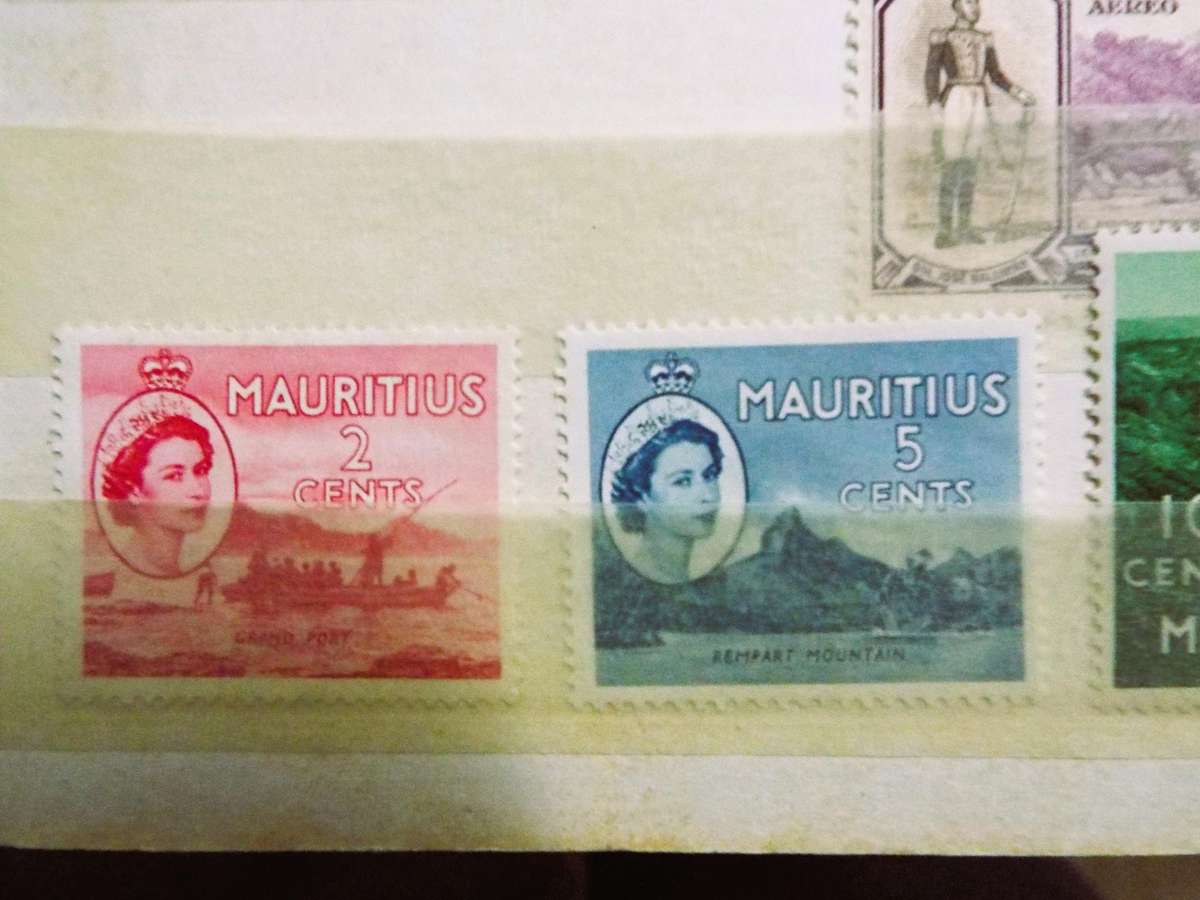 AEREO
MAURITIUS
2
CENTS
GRAND PORT
MAURITIUS
5
CENTS
REMPART MOUNTAIN